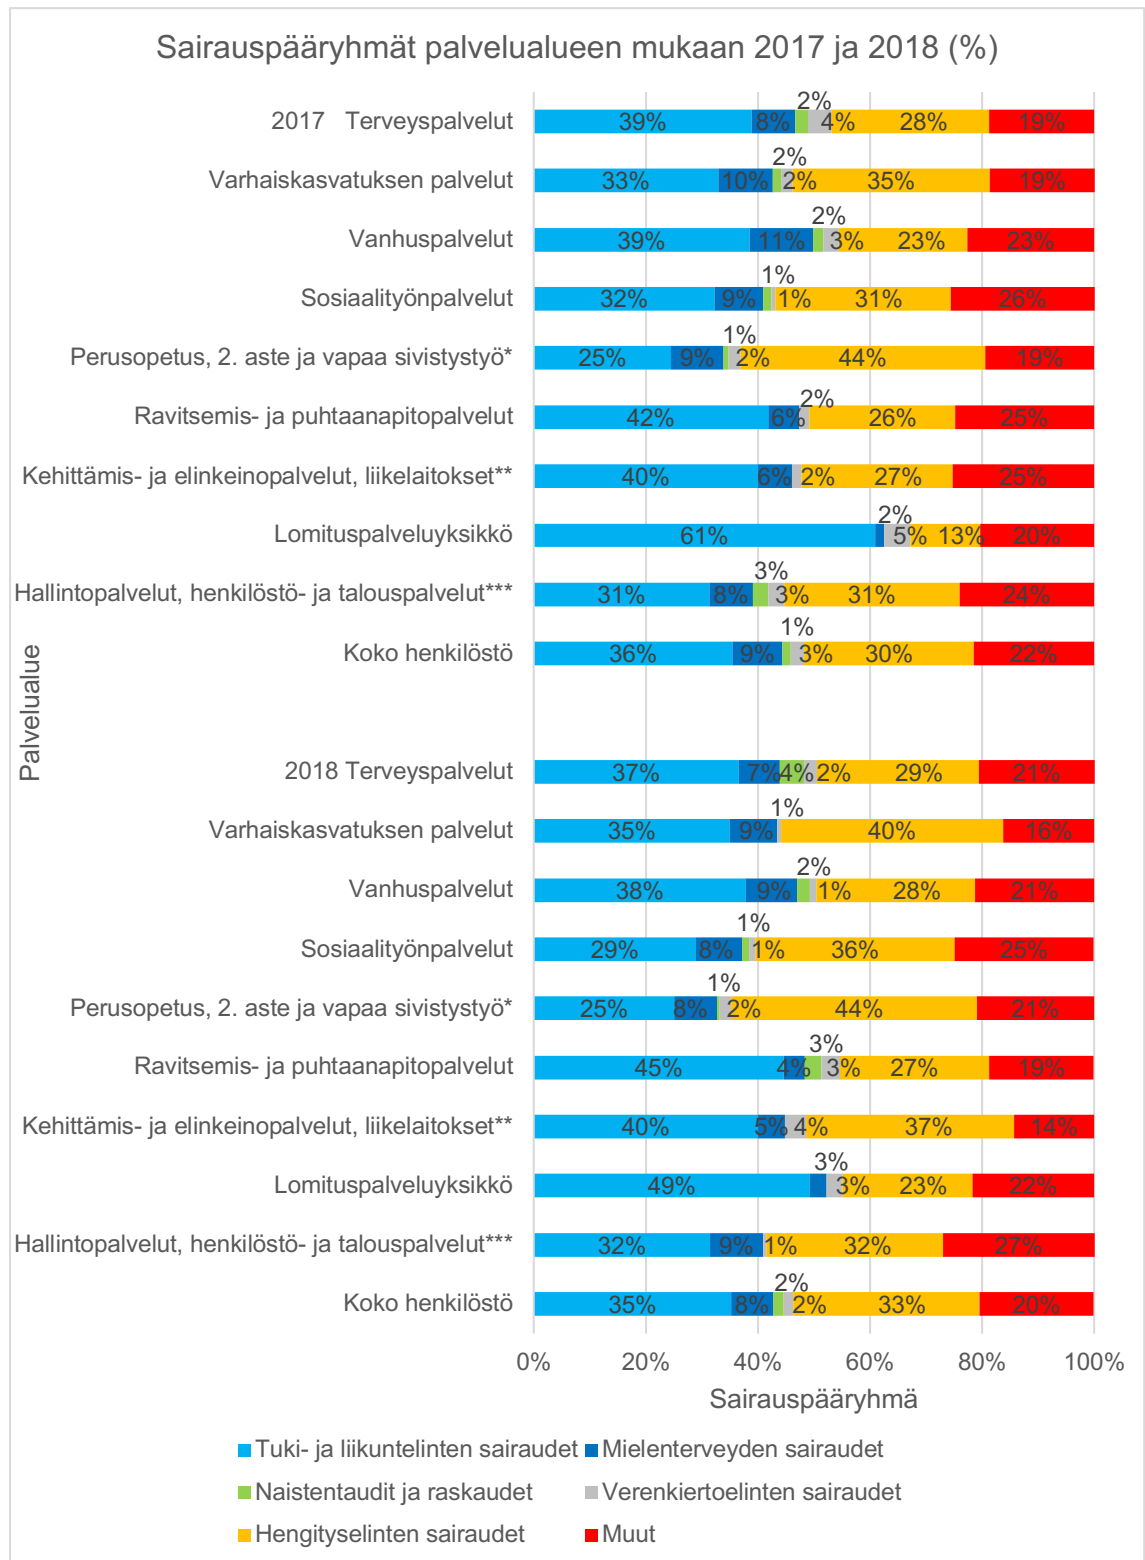 Sairauspääryhmät palvelualueen mukaan 2017 ja 2018 (%)
2%
2017 Terveyspalvelut 39% 8% 4% 28% 19%
2%
Varhaiskasvatuksen palvelut 33% 10% 2% 35% 19%
2%
Vanhuspalvelut 39% 11% 3% 23% 23%
1%
Sosiaalityönpalvelut 32% 9% 1% 31% 26%
1%
Perusopetus, 2. aste ja vapaa sivistystyö* 25% 9% 2% 44% 19%
2%
Ravitsemis- ja puhtaanapitopalvelut 42% 6% 26% 25%
Kehittämis- ja elinkeinopalvelut, liikelaitokset** 40% 6% 2% 27% 25%
2%
Lomituspalveluyksikkö 61% 5% 13% 20%
3%
Hallintopalvelut, henkilöstö- ja talouspalvelut*** 31% 8% 3% 31% 24%
1%
Koko henkilöstö 36% 9% 3% 30% 22%
Palvelualue
2018 Terveyspalvelut 37% 7% 4% 2% 29% 21%
1%
Varhaiskasvatuksen palvelut 35% 9% 40% 16%
2%
Vanhuspalvelut 38% 9% 1% 28% 21%
1%
Sosiaalityönpalvelut 29% 8% 1% 36% 25%
1%
Perusopetus, 2. aste ja vapaa sivistystyö* 25% 8% 2% 44% 21%
3%
Ravitsemis- ja puhtaanapitopalvelut 45% 4% 3% 27% 19%
Kehittämis- ja elinkeinopalvelut, liikelaitokset** 40% 5% 4% 37% 14%
3%
Lomituspalveluyksikkö 49% 3% 23% 22%
Hallintopalvelut, henkilöstö- ja talouspalvelut*** 32% 9% 1% 32% 27%
2%
Koko henkilöstö 35% 8% 2% 33% 20%
0% 20% 40% 60% 80% 100%
Sairauspääryhmä
Tuki- ja liikuntelinten sairaudet Mielenterveyden sairaudet
Naistentaudit ja raskaudet Verenkiertoelinten sairaudet
Hengityselinten sairaudet Muut